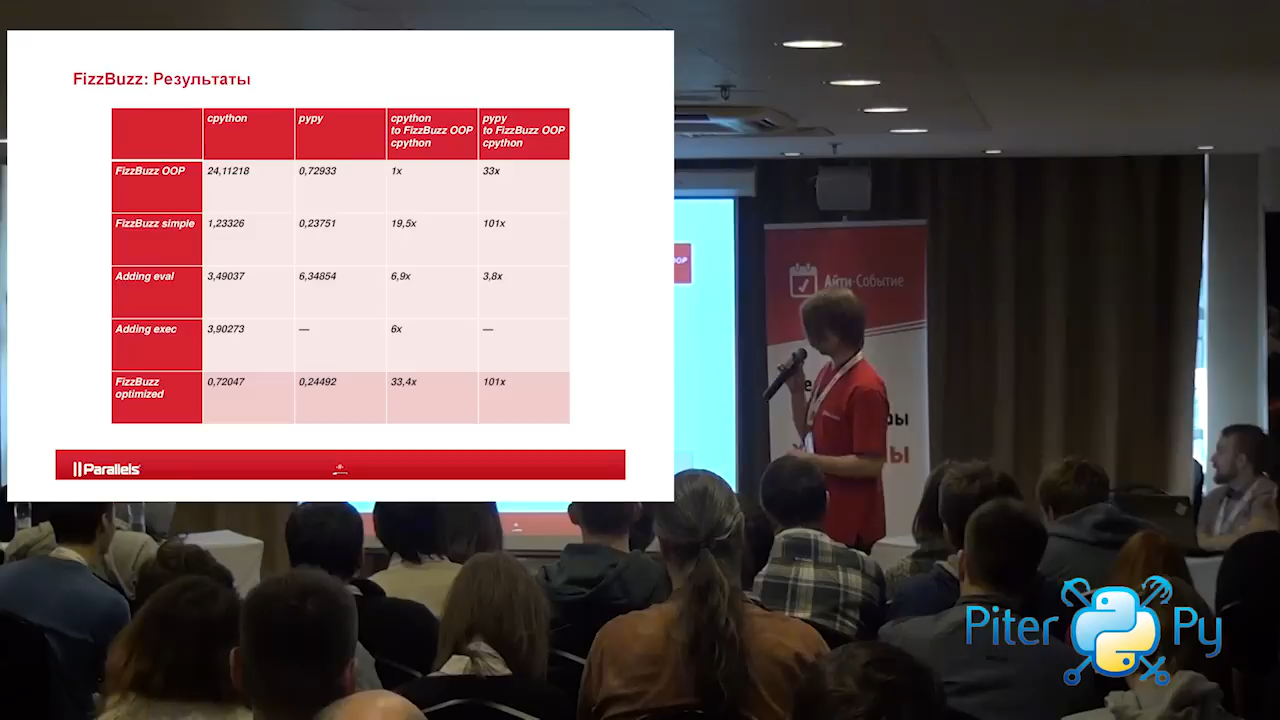 FizzBuzz: Результаты
cpython
pypy
cpython
to FizzBuzz OOP
cpython
pypy
to FizzBuzz OOP
cpython
FizzBuzz OOP
24,11218
0,72933
1x
33x
FizzBuzz simple
1,23326
0,23751
19,5x
101x
Adding eval
3,49037
6,34854
6,9x
3,8x
Adding exec
3,90273
—
6x
—
FizzBuzz
optimized
0,72047
0,24492
33,4x
101x
Parallels
Айти-Событие
Piter Py